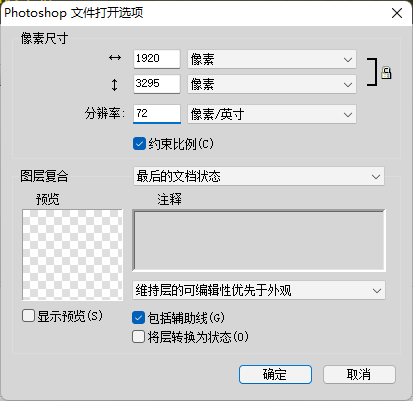 Photoshop 文件打开选项
像素尺寸
1920 像素
3295 像素
分辨率: 72 像素/英寸
约束比例(C)
图层复合 最后的文档状态
预览 注释
维持层的可编辑性优先于外观
显示预览(S) 包括辅助线(G)
将层转换为状态(O)
确定 取消